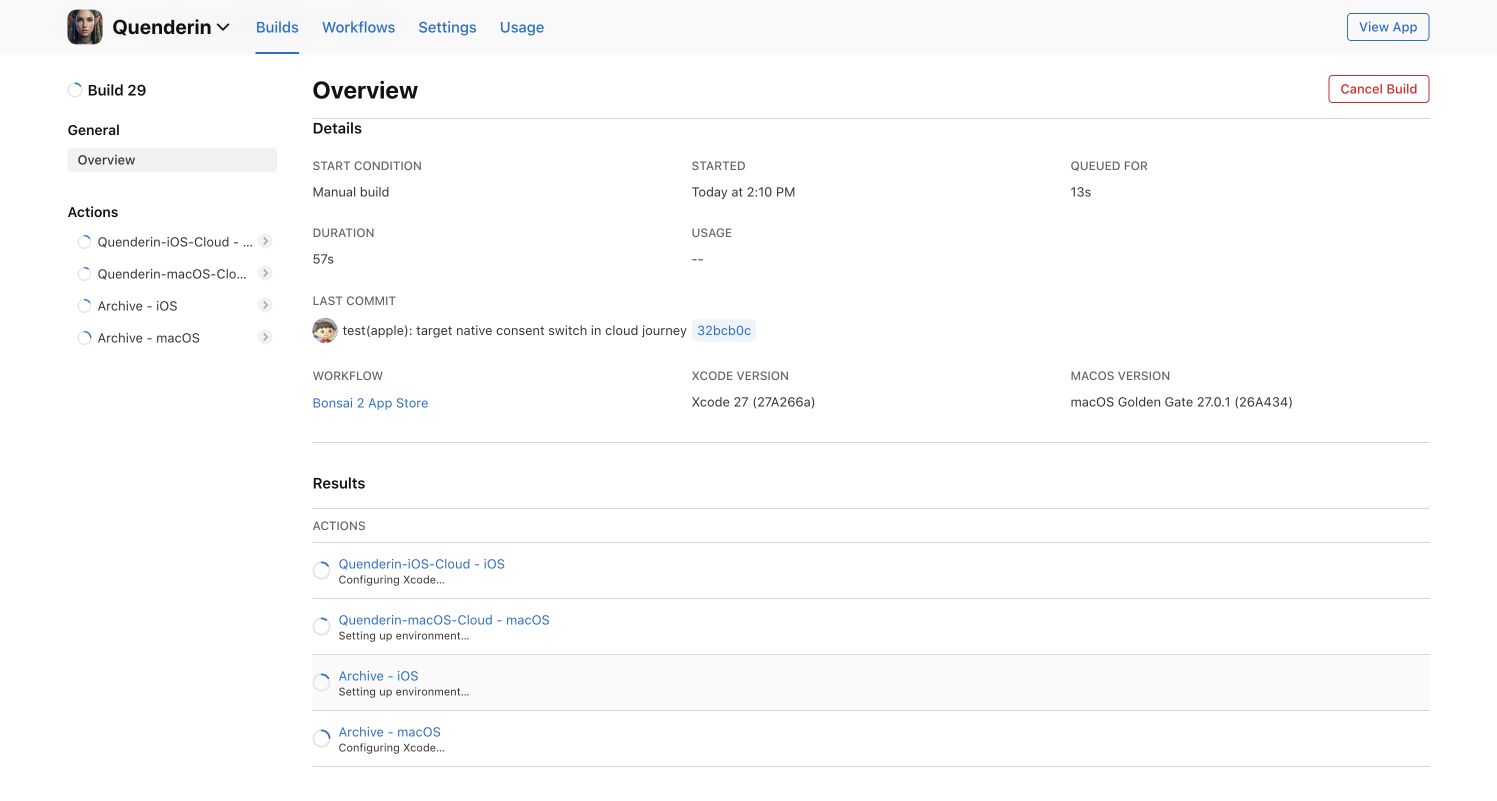 Quenderin
Builds
Workflows
Settings
Usage
View App
Build 29
General
Overview
Actions
Quenderin-iOS-Cloud - ...
Quenderin-macOS-Clo...
Archive - iOS
Archive - macOS
Overview
Cancel Build
Details
START CONDITION
Manual build
STARTED
Today at 2:10 PM
QUEUED FOR
13s
DURATION
57s
USAGE
--
LAST COMMIT
test(apple): target native consent switch in cloud journey 32bcb0c
WORKFLOW
Bonsai 2 App Store
XCODE VERSION
Xcode 27 (27A266a)
MACOS VERSION
macOS Golden Gate 27.0.1 (26A434)
Results
ACTIONS
Quenderin-iOS-Cloud - iOS
Configuring Xcode...
Quenderin-macOS-Cloud - macOS
Setting up environment...
Archive - iOS
Setting up environment...
Archive - macOS
Configuring Xcode...